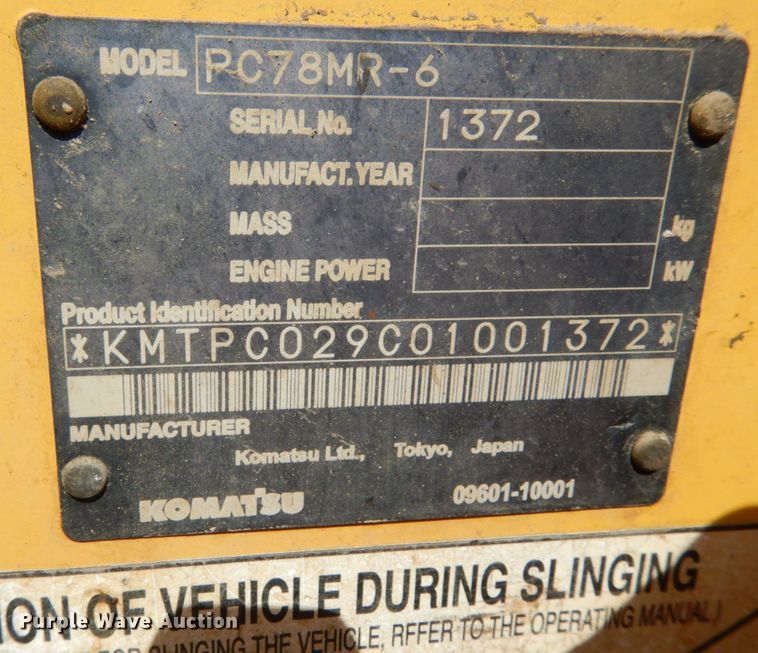 MODEL PC78MR-6
SERIAL No. 1372
MANUFACT. YEAR
MASS kg
ENGINE POWER kW
Product Identification Number
*KMTPC029C01001372*
MANUFACTURER
Komatsu Ltd., Tokyo, Japan
KOMATSU 09601-10001
ION OF VEHICLE DURING SLINGING
FOR SLINGING THE VEHICLE, RFFER TO THE OPERATING MANUAL.)
Purple Wave Auction